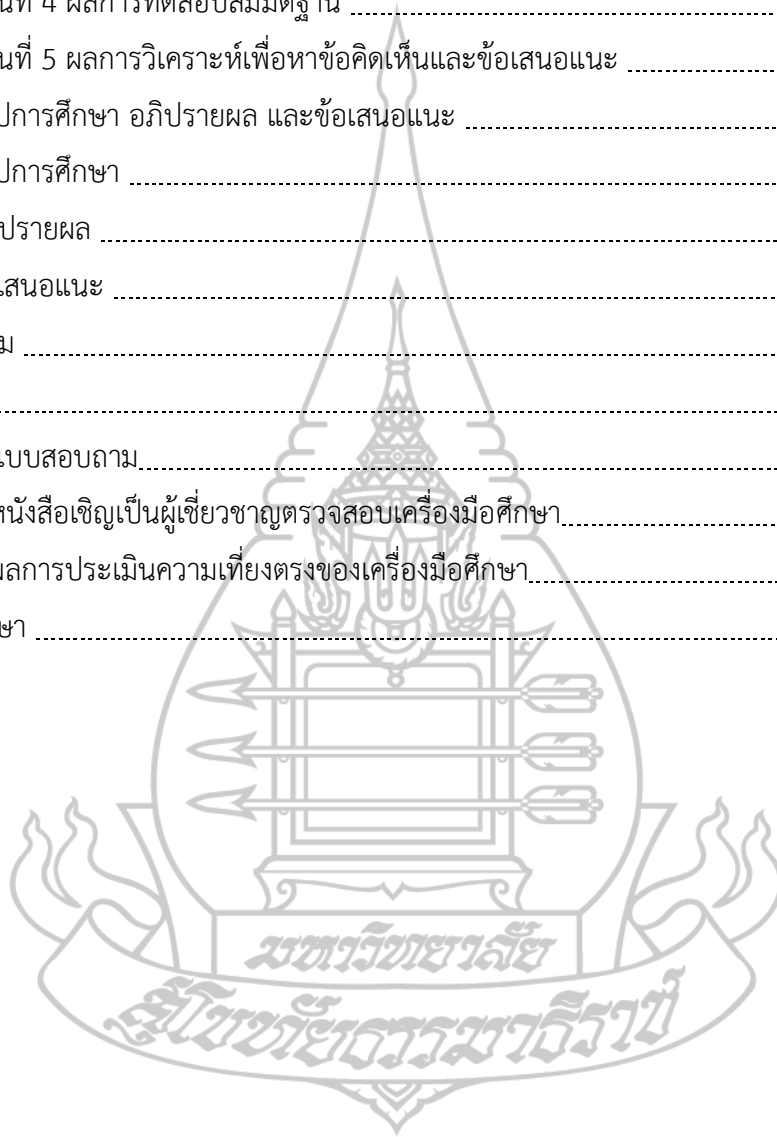 นที่ 4 ผลการทดสอบสมมติฐาน
นที่ 5 ผลการวิเคราะห์เพื่อหาข้อคิดเห็นและข้อเสนอแนะ
ปการศึกษา อภิปรายผล และข้อเสนอแนะ
ปการศึกษา
ปรายผล
เสนอแนะ
ม
แบบสอบถาม
หนังสือเชิญเป็นผู้เชี่ยวชาญตรวจสอบเครื่องมือศึกษา
ผลการประเมินความเที่ยงตรงของเครื่องมือศึกษา
ษา
มหาวิทยาลัย
สุโขทัยธรรมาธิราช